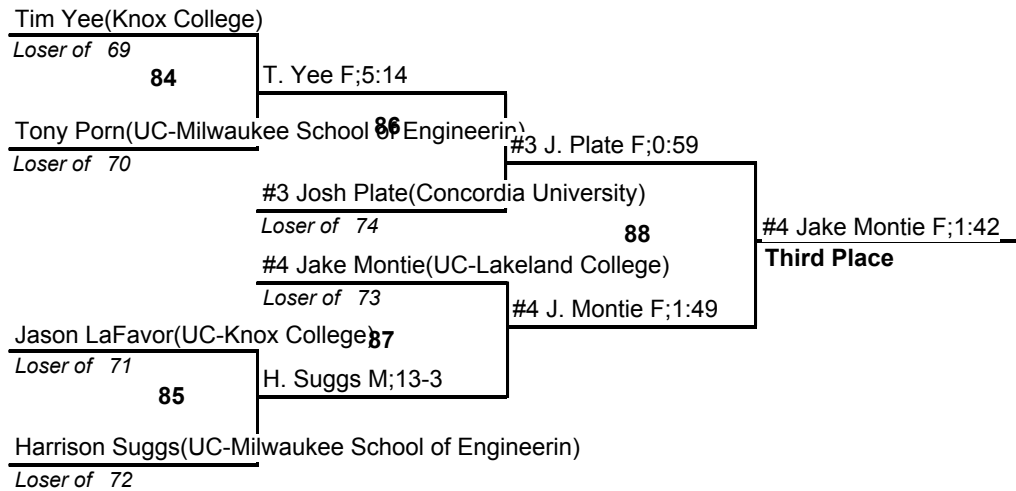 Tim Yee(Knox College)
Loser of 69
84
T. Yee F;5:14
Tony Porn(UC-Milwaukee School of Engineerin)
86
Loser of 70
#3 J. Plate F;0:59
#3 Josh Plate(Concordia University)
Loser of 74
88
#4 Jake Montie F;1:42
Third Place
#4 Jake Montie(UC-Lakeland College)
Loser of 73
#4 J. Montie F;1:49
Jason LaFavor(UC-Knox College)
87
Loser of 71
85
H. Suggs M;13-3
Harrison Suggs(UC-Milwaukee School of Engineerin)
Loser of 72